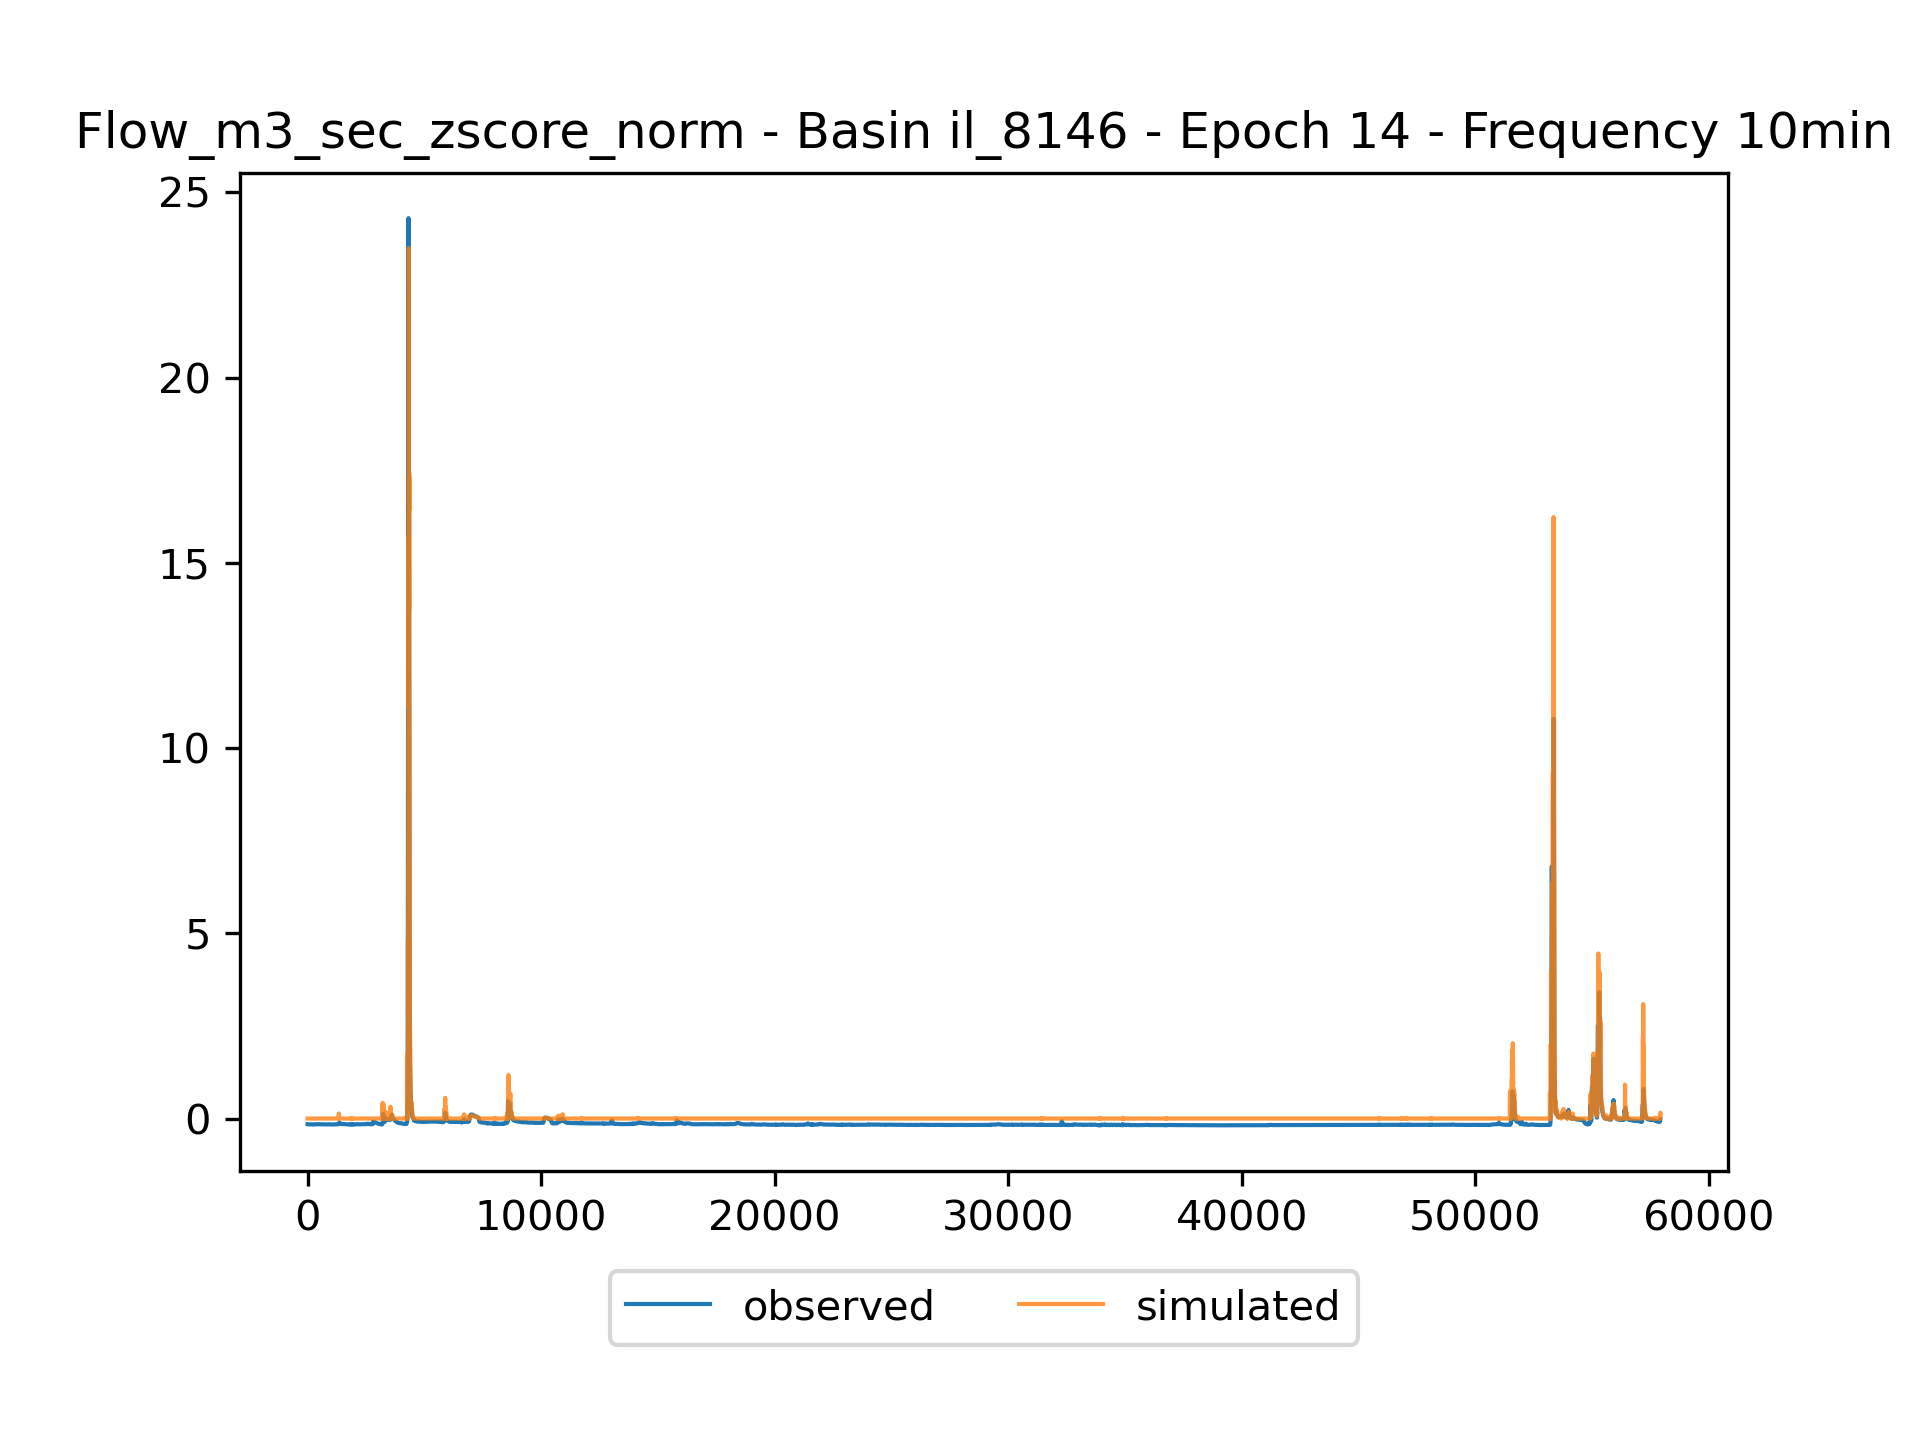 Flow_m3_sec_zscore_norm - Basin il_8146 - Epoch 14 - Frequency 10min
25
20
15
10
5
0
0 10000 20000 30000 40000 50000 60000
observed simulated